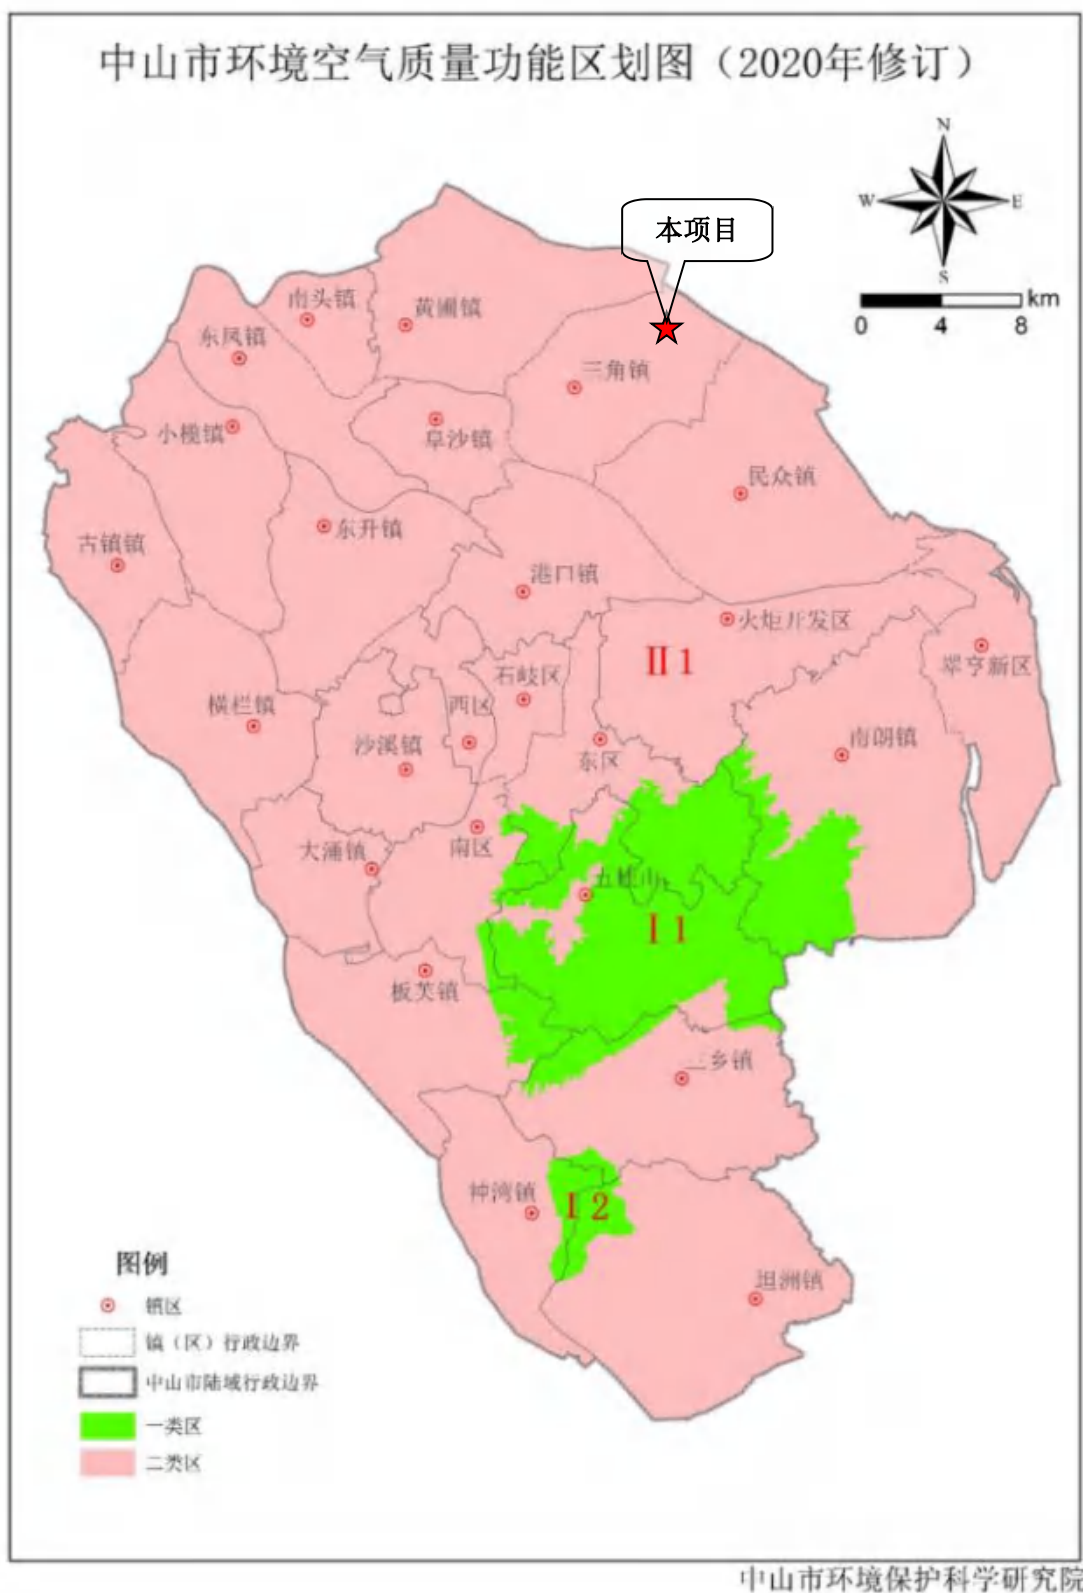 中山市环境空气质量功能区划图（2020年修订）
N
W
E
S
本项目
km
0 4 8
南头镇
黄圃镇
东凤镇
三角镇
小榄镇
阜沙镇
民众镇
东升镇
古镇镇
港口镇
火炬开发区
翠亨新区
II 1
石岐区
横栏镇
西区
沙溪镇
东区
南朗镇
南区
大涌镇
五桂山
I 1
板芙镇
三乡镇
神湾镇
I 2
坦洲镇
图例
镇区
镇（区）行政边界
中山市陆域行政边界
一类区
二类区
中山市环境保护科学研究院